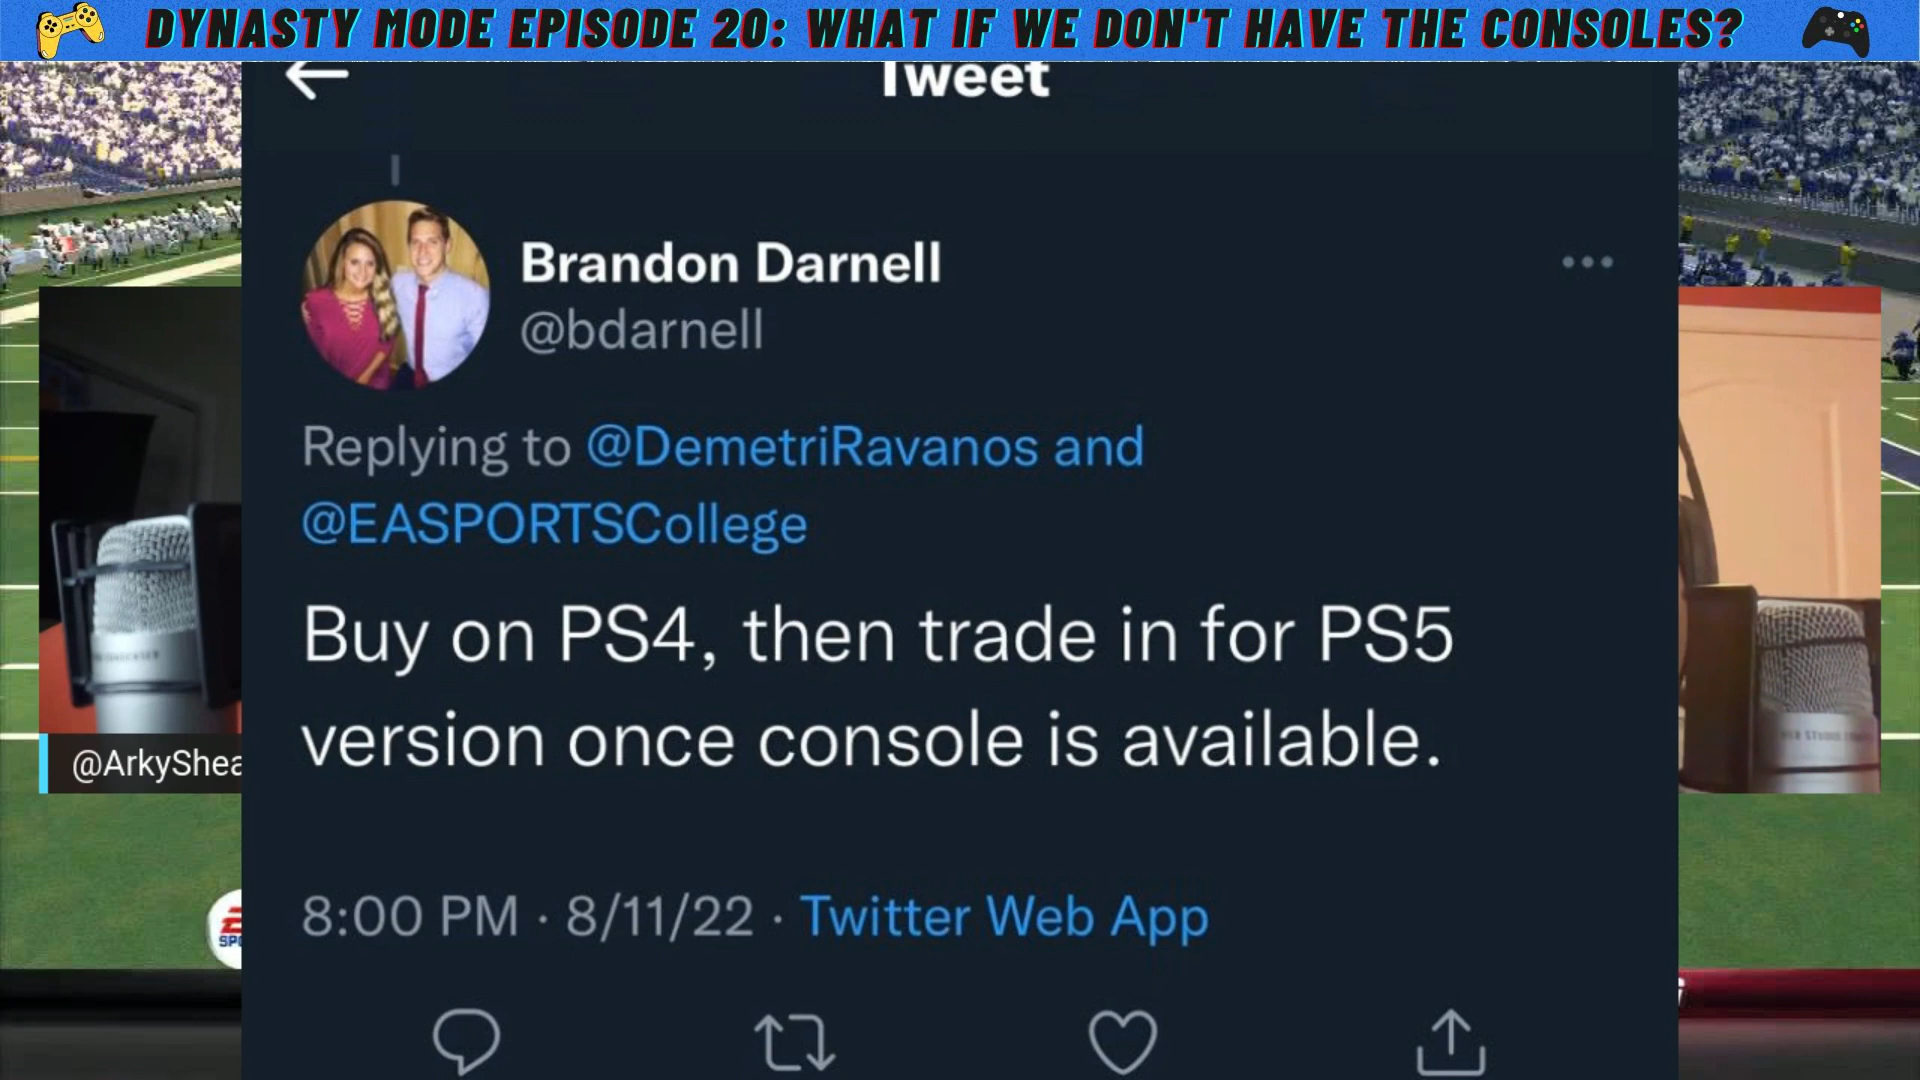 DYNASTY MODE EPISODE 20: WHAT IF WE DON'T HAVE THE CONSOLES?
Tweet
Brandon Darnell
@bdarnell
Replying to @DemetriRavanos and
@EASPORTSCollege
Buy on PS4, then trade in for PS5
version once console is available.
@ArkyShea
8:00 PM · 8/11/22 · Twitter Web App